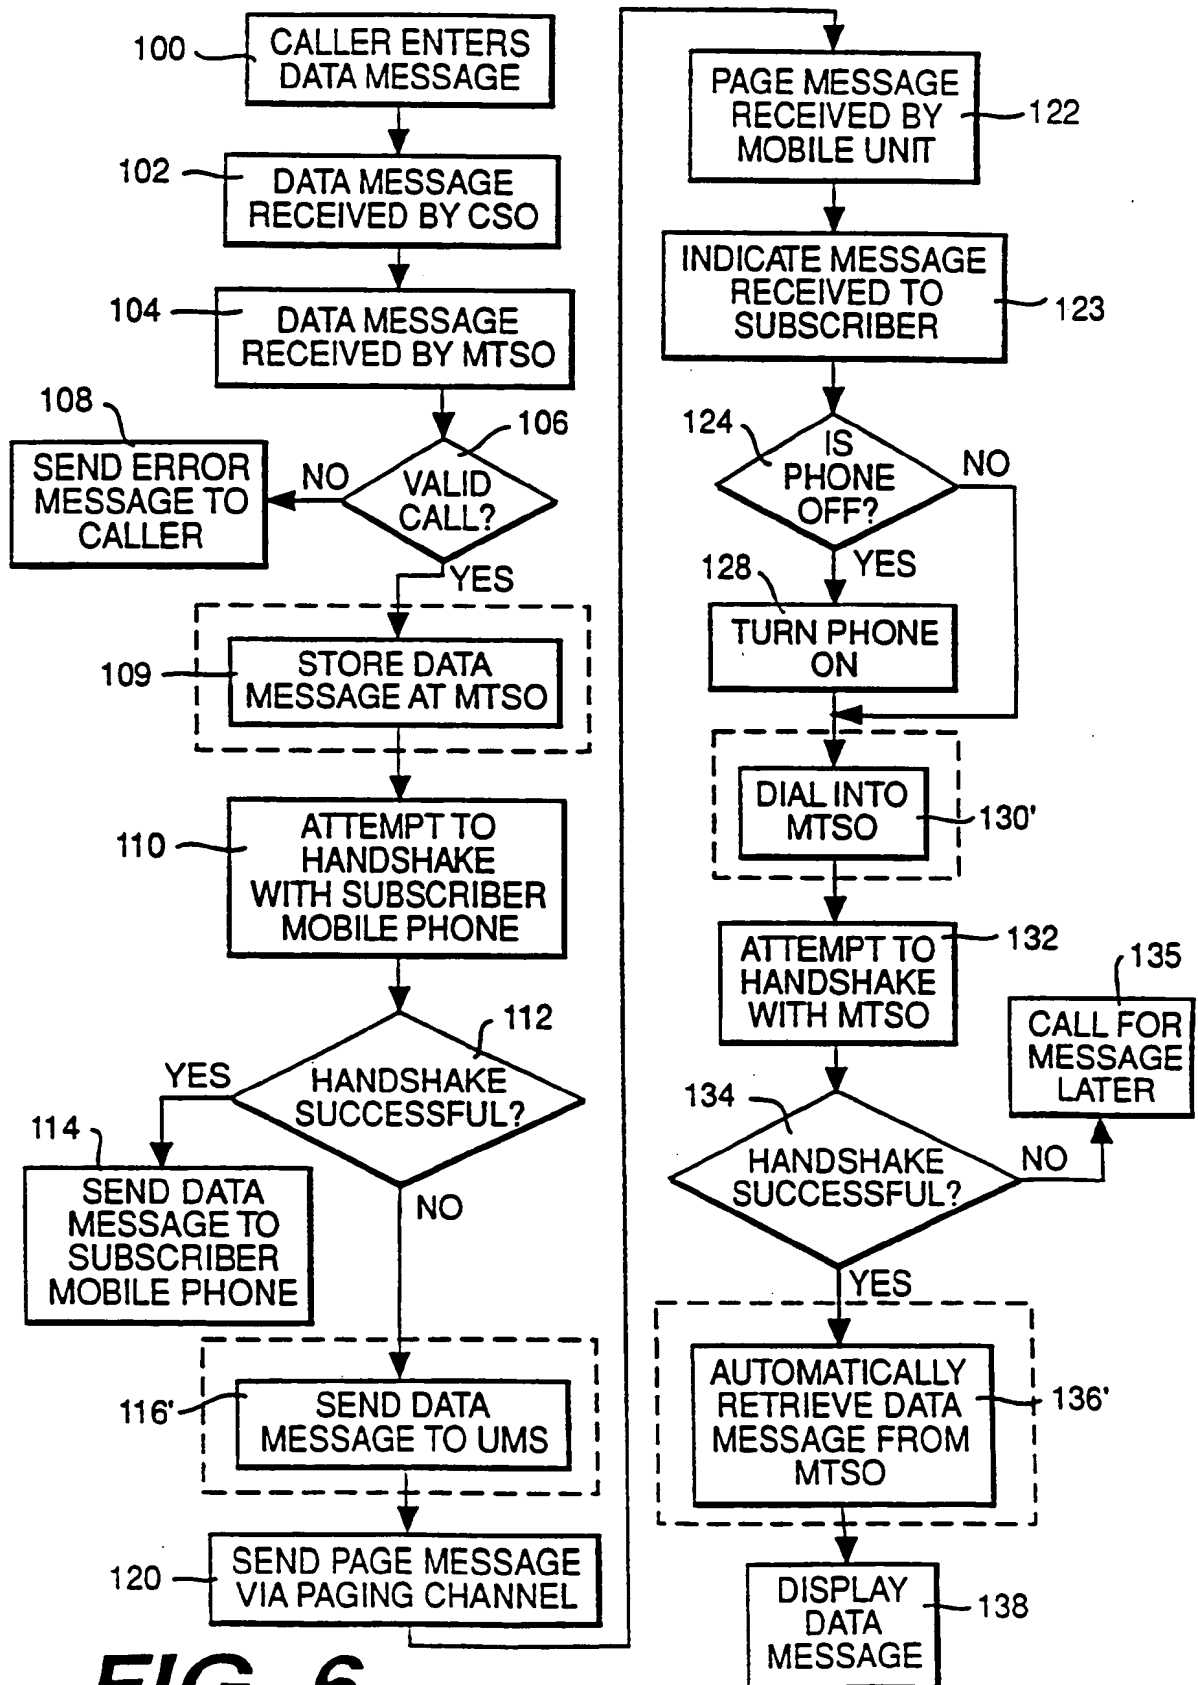 100
CALLER ENTERS
DATA MESSAGE
102
DATA MESSAGE
RECEIVED BY CSO
104
DATA MESSAGE
RECEIVED BY MTSO
106
VALID
CALL?
NO
108
SEND ERROR
MESSAGE TO
CALLER
YES
109
STORE DATA
MESSAGE AT MTSO
110
ATTEMPT TO
HANDSHAKE
WITH SUBSCRIBER
MOBILE PHONE
112
HANDSHAKE
SUCCESSFUL?
YES
114
SEND DATA
MESSAGE TO
SUBSCRIBER
MOBILE PHONE
NO
116'
SEND DATA
MESSAGE TO UMS
120
SEND PAGE MESSAGE
VIA PAGING CHANNEL
PAGE MESSAGE
RECEIVED BY
MOBILE UNIT
122
INDICATE MESSAGE
RECEIVED TO
SUBSCRIBER
123
124
IS
PHONE
OFF?
NO
YES
128
TURN PHONE
ON
DIAL INTO
MTSO
130'
ATTEMPT TO
HANDSHAKE
WITH MTSO
132
134
HANDSHAKE
SUCCESSFUL?
NO
135
CALL FOR
MESSAGE
LATER
YES
AUTOMATICALLY
RETRIEVE DATA
MESSAGE FROM
MTSO
136'
DISPLAY
DATA
MESSAGE
138
FIG. 6